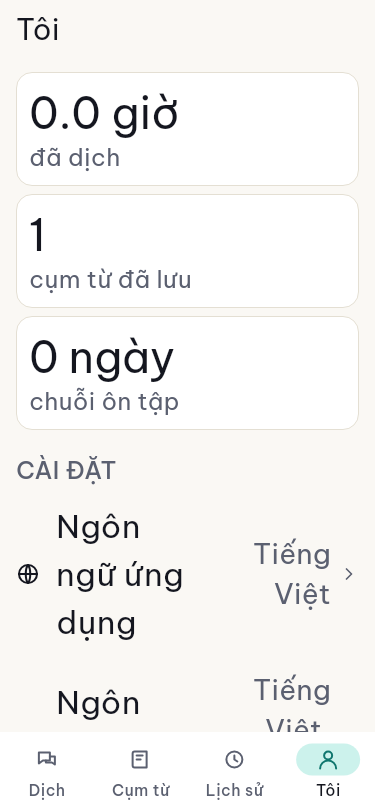 Tôi
0.0 giờ
đã dịch
1
cụm từ đã lưu
0 ngày
chuỗi ôn tập
CÀI ĐẶT
Ngôn
ngữ ứng
dụng
Tiếng
Việt
Ngôn
Tiếng
Việt
Dịch
Cụm từ
Lịch sử
Tôi